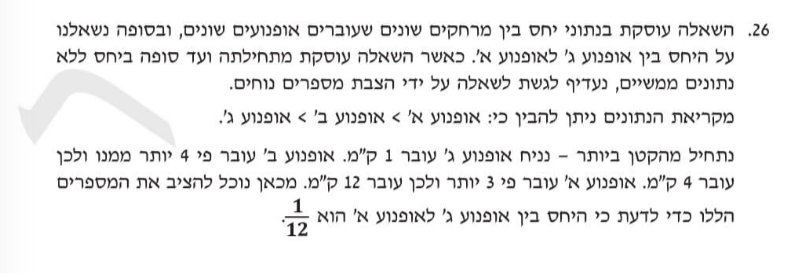 26. השאלה עוסקת בנתוני יחס בין מרחקים שונים שעוברים אופנועים שונים, ובסופה נשאלנו
על היחס בין אופנוע ג' לאופנוע א'. כאשר השאלה עוסקת מתחילתה ועד סופה ביחס ללא
נתונים ממשיים, נעדיף לגשת לשאלה על ידי הצבת מספרים נוחים.
מקריאת הנתונים ניתן להבין כי: אופנוע א' > אופנוע ב' > אופנוע ג'.
נתחיל מהקטן ביותר – נניח אופנוע ג' עובר 1 ק"מ. אופנוע ב' עובר פי 4 יותר ממנו ולכן
עובר 4 ק"מ. אופנוע א' עובר פי 3 יותר ולכן עובר 12 ק"מ. מכאן נוכל להציב את המספרים
הללו כדי לדעת כי היחס בין אופנוע ג' לאופנוע א' הוא 1/12.